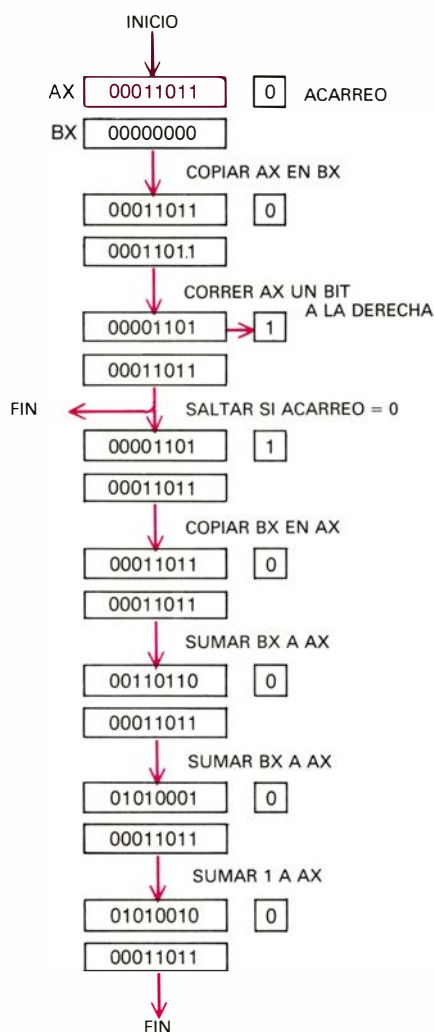 INICIO
AX 00011011 0 ACARREO
BX 00000000
COPIAR AX EN BX
00011011 0
0001101.1
CORRER AX UN BIT
A LA DERECHA
00001101 1
00011011
FIN SALTAR SI ACARREO = 0
00001101 1
00011011
COPIAR BX EN AX
00011011 0
00011011
SUMAR BX A AX
00110110 0
00011011
SUMAR BX A AX
01010001 0
00011011
SUMAR 1 A AX
01010010 0
00011011
FIN